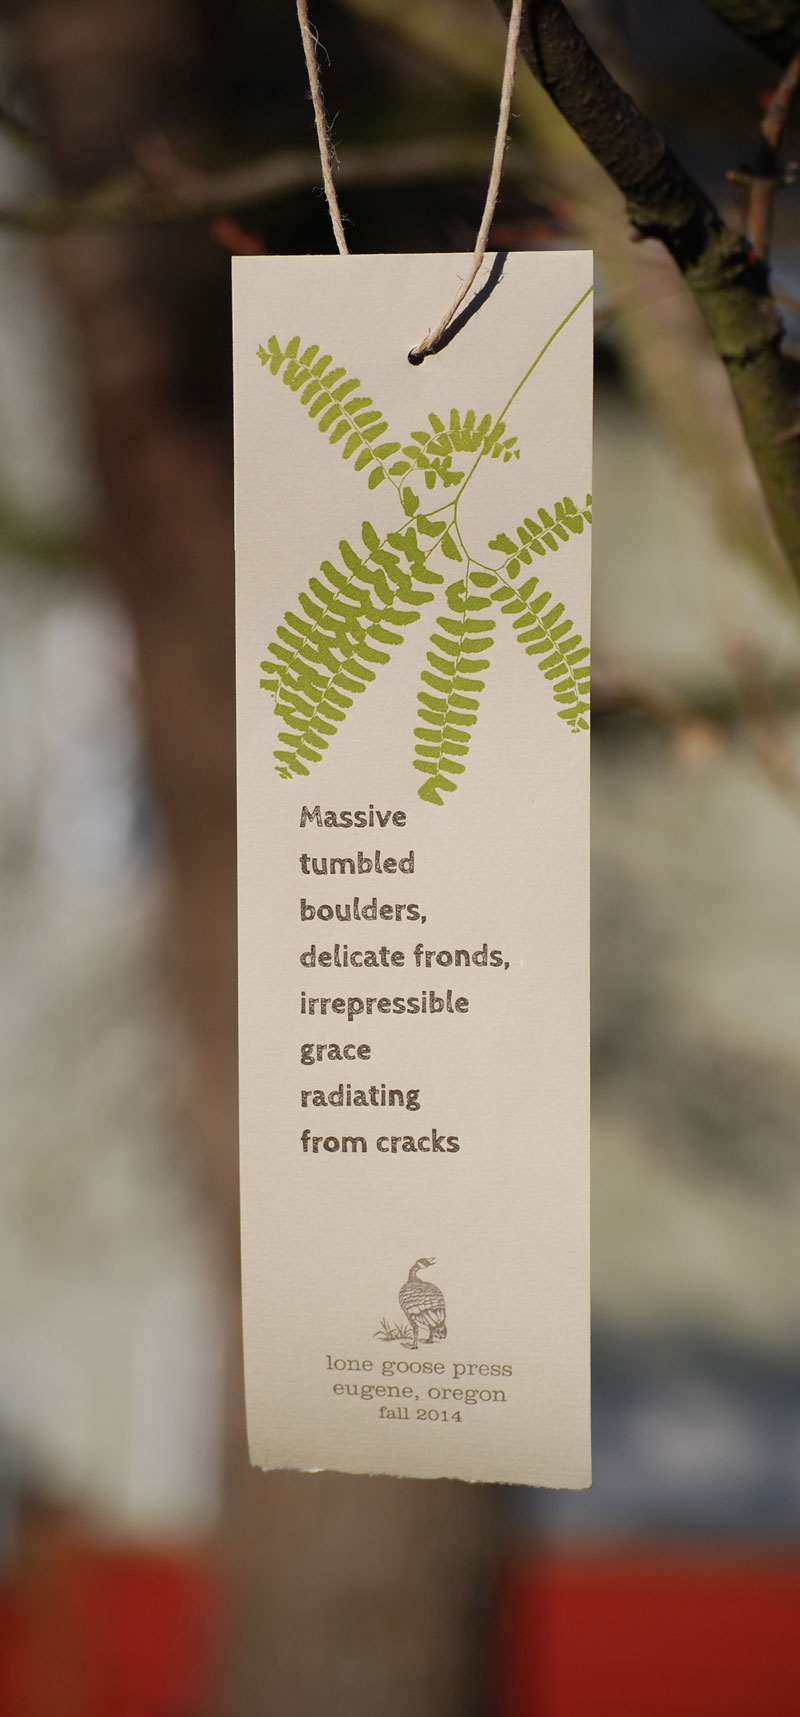 Massive
tumbled
boulders,
delicate fronds,
irrepressible
grace
radiating
from cracks
lone goose press
eugene, oregon
fall 2014